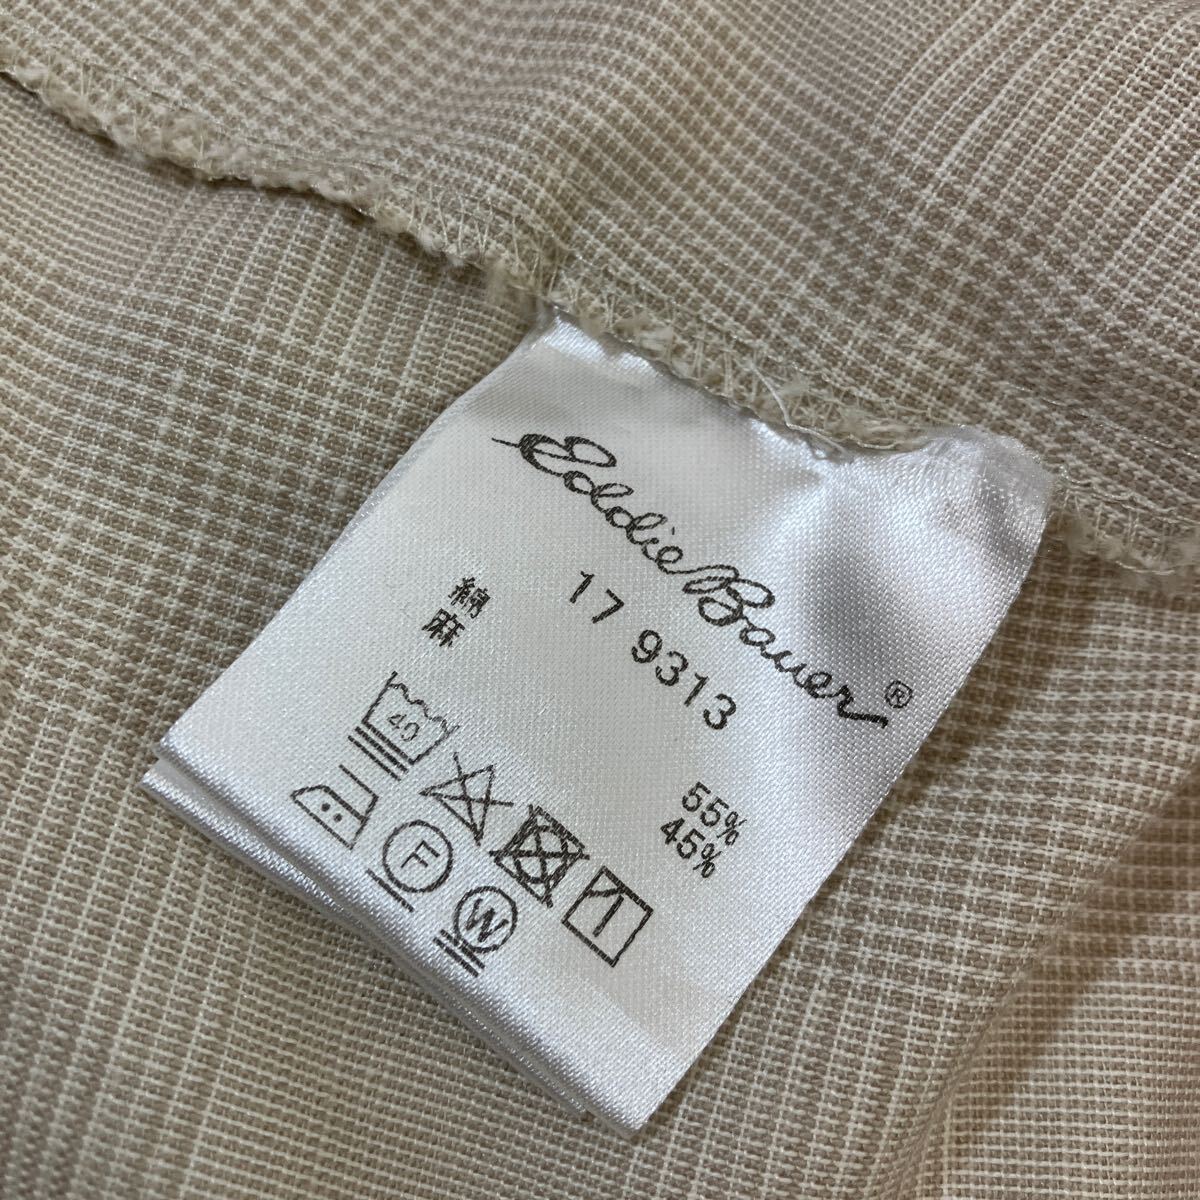 Eddie Bauer®
17 9313
綿 55%
麻 45%
40
F
W